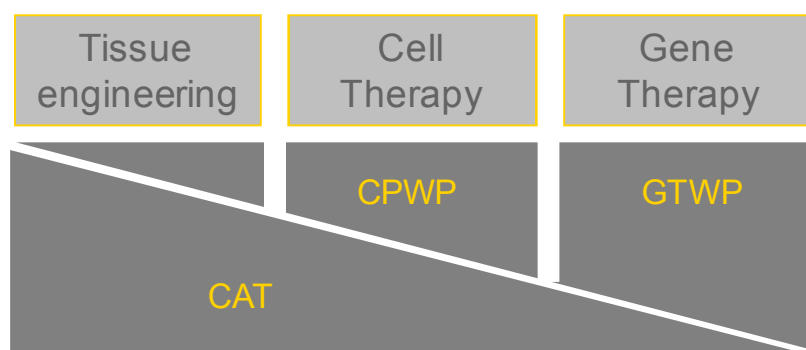 Tissue
engineering
Cell
Therapy
Gene
Therapy
CPWP
GTWP
CAT